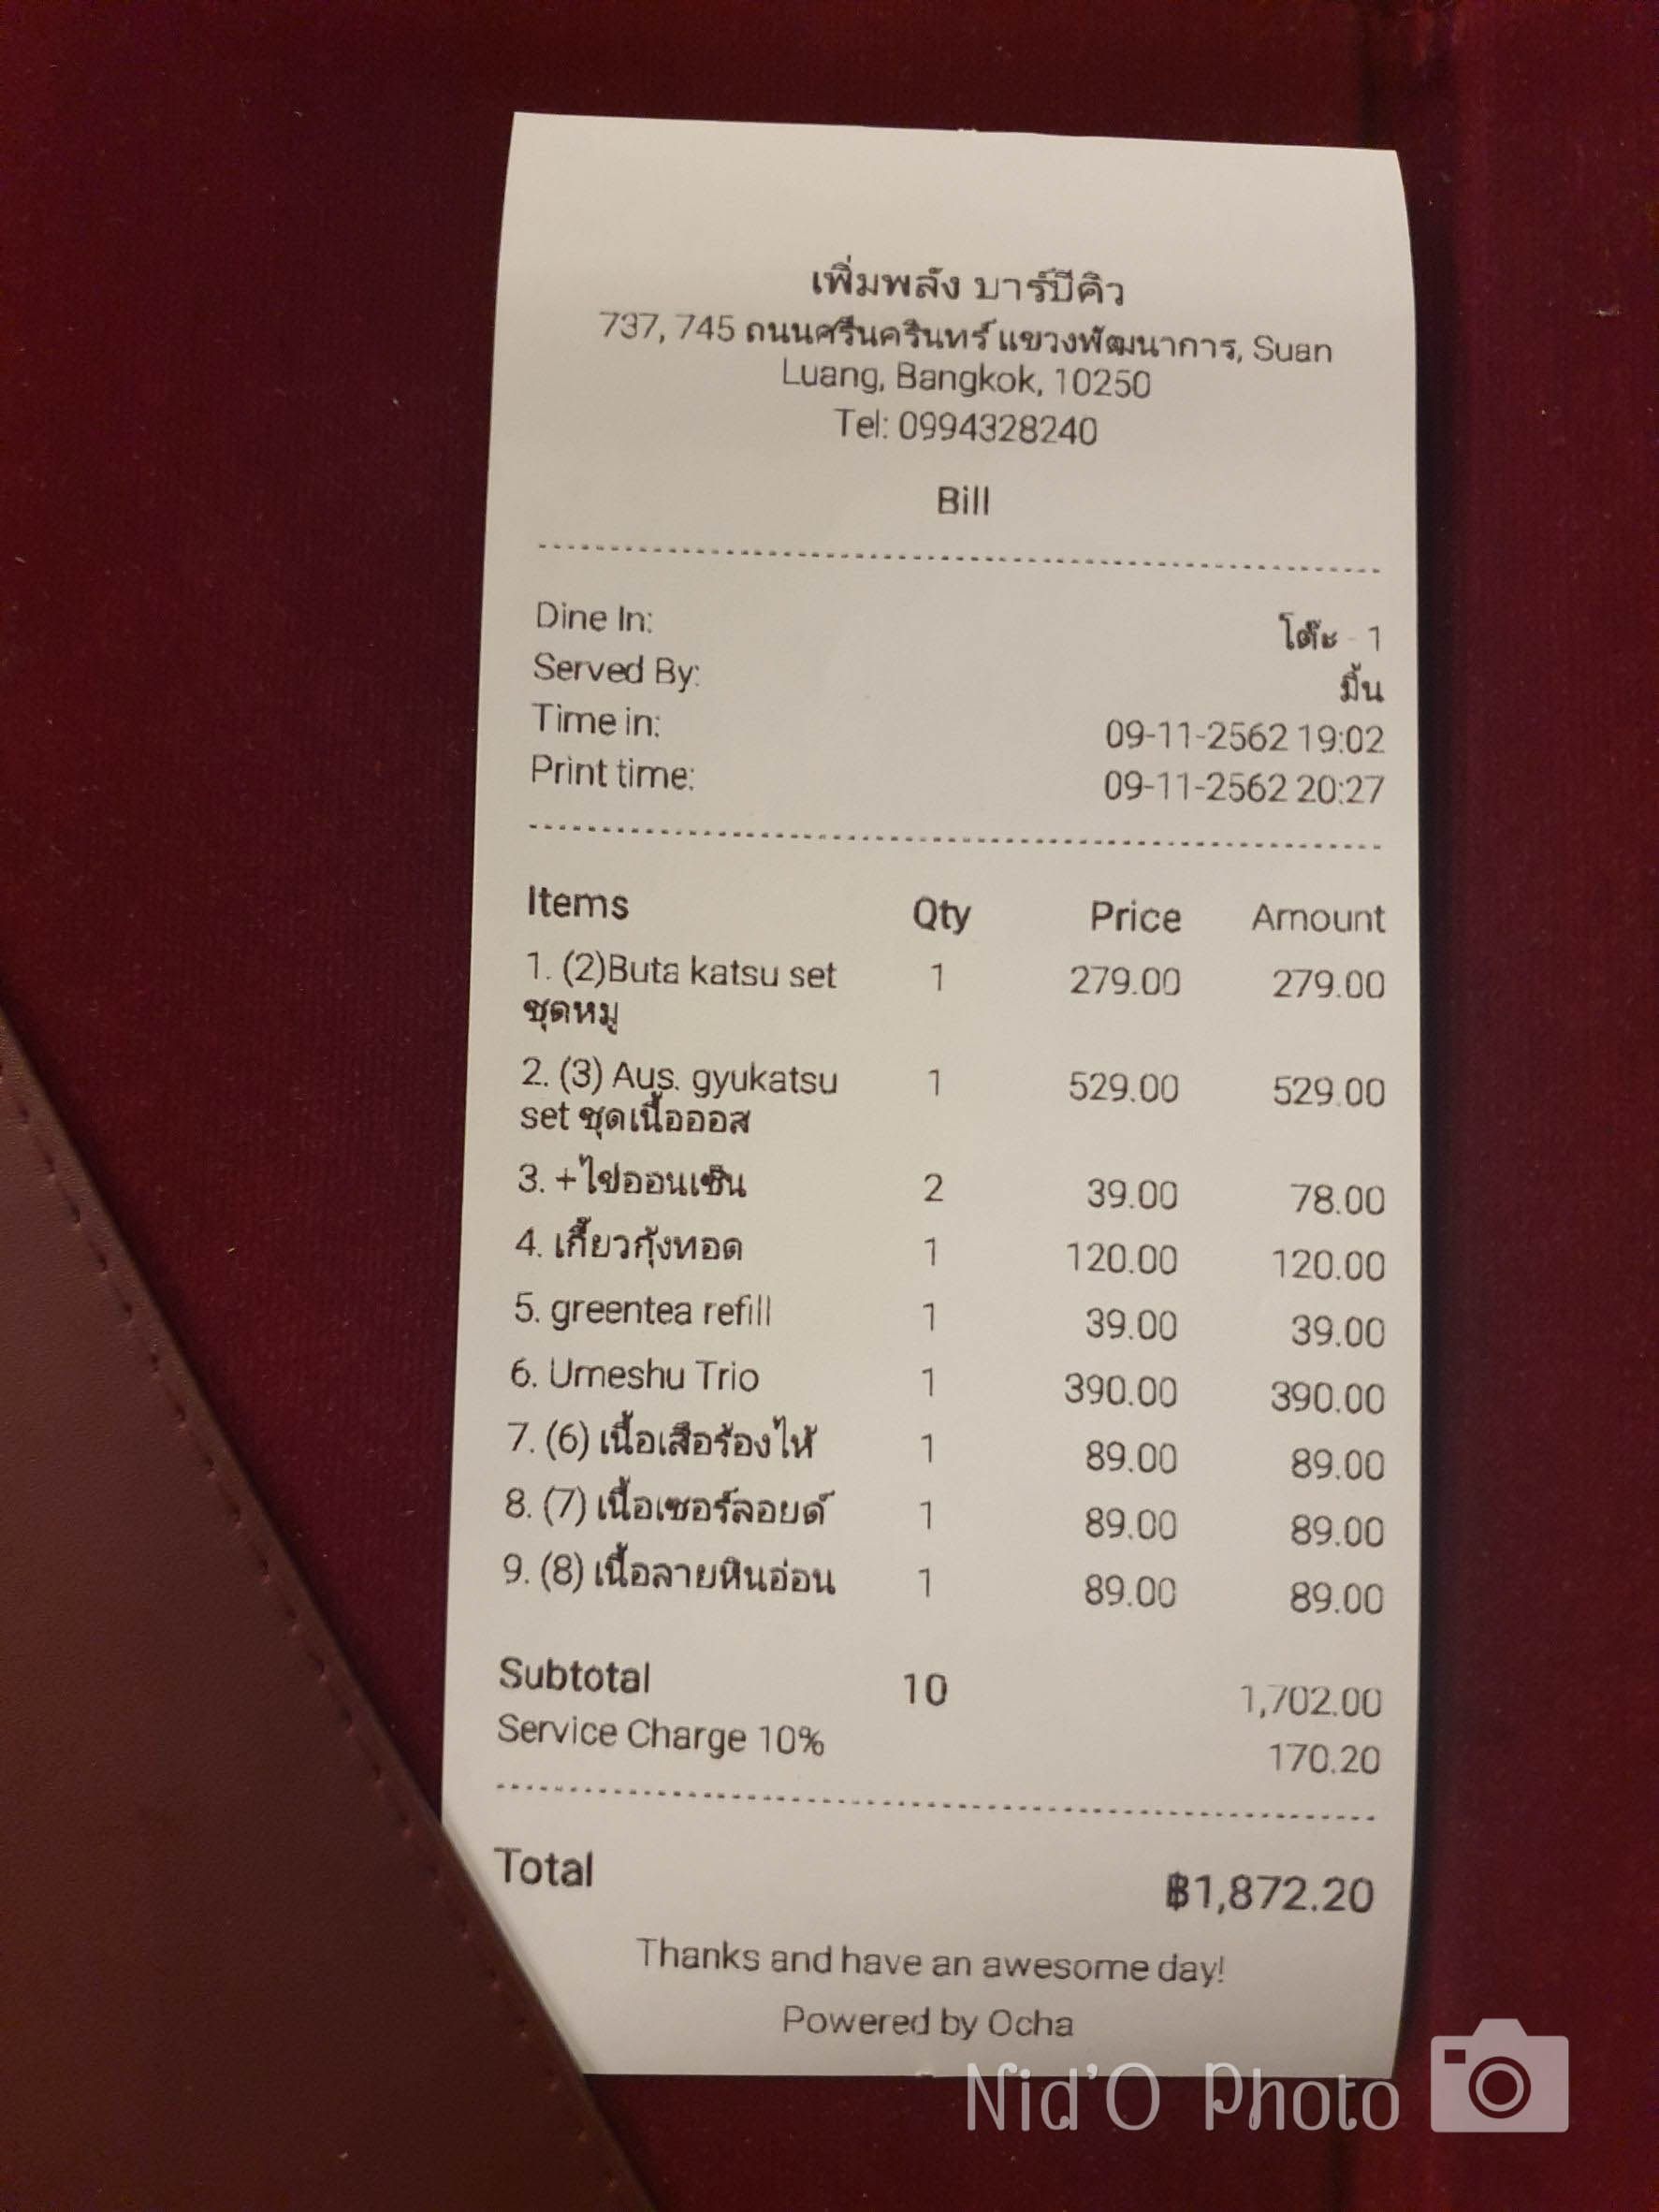 เพิ่มพลัง บาร์บีคิว
737, 745 ถนนศรีนครินทร์ แขวงพัฒนาการ, Suan
Luang, Bangkok, 10250
Tel: 0994328240
Bill
Dine In: โต๊ะ - 1
Served By: มิ้น
Time in: 09-11-2562 19:02
Print time: 09-11-2562 20:27
Items Qty Price Amount
1. (2)Buta katsu set 1 279.00 279.00
ชุดหมู
2. (3) Aus. gyukatsu 1 529.00 529.00
set ชุดเนื้อออส
3. +ไข่ออนเซ็น 2 39.00 78.00
4. เกี๊ยวกุ้งทอด 1 120.00 120.00
5. greentea refill 1 39.00 39.00
6. Umeshu Trio 1 390.00 390.00
7. (6) เนื้อเสือร้องไห้ 1 89.00 89.00
8. (7) เนื้อเซอร์ลอยด์ 1 89.00 89.00
9. (8) เนื้อลายหินอ่อน 1 89.00 89.00
Subtotal 10 1,702.00
Service Charge 10% 170.20
Total ฿1,872.20
Thanks and have an awesome day!
Powered by Ocha
Nid'O Photo